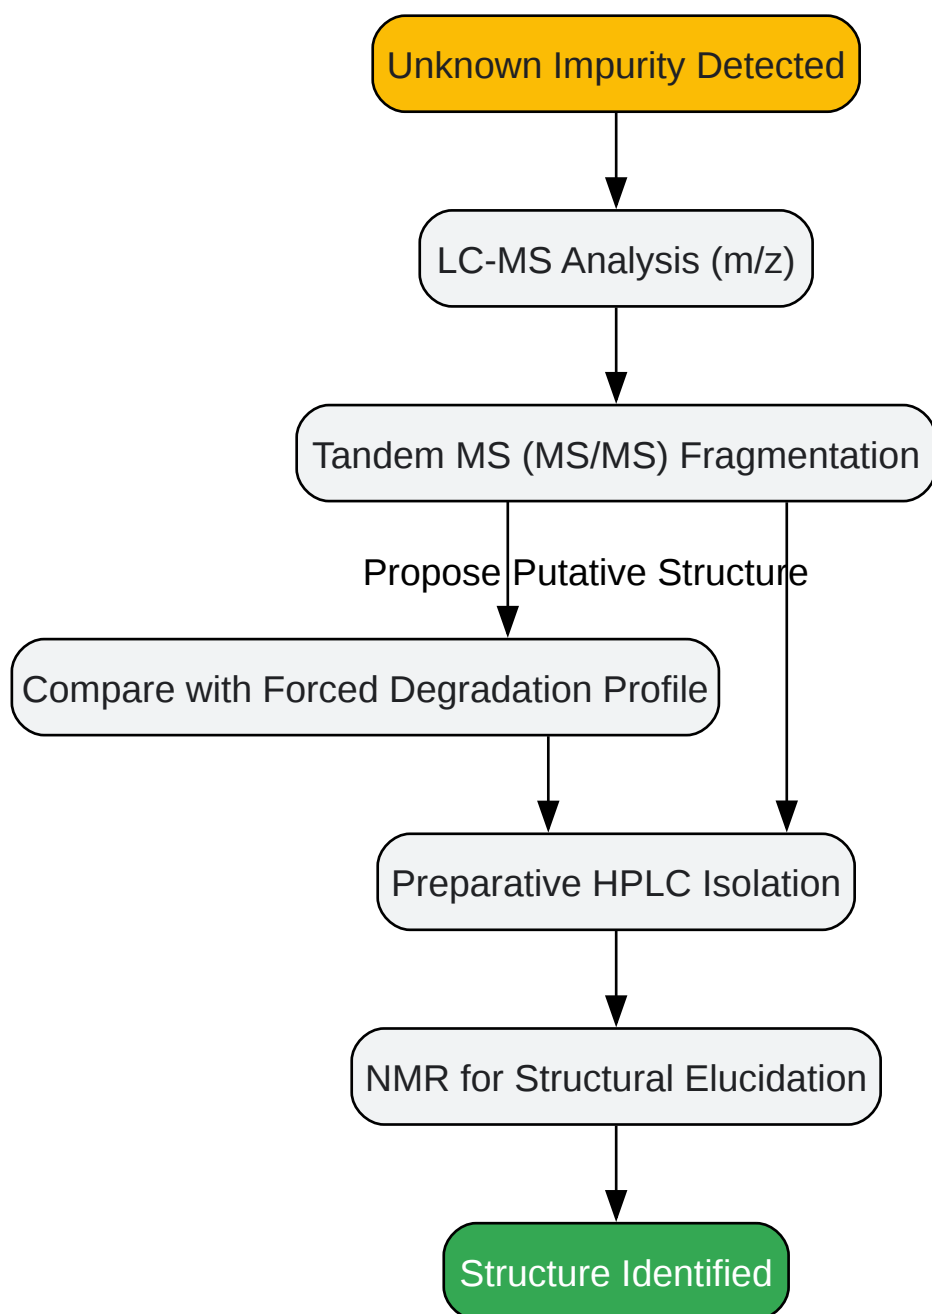 Unknown Impurity Detected
LC-MS Analysis (m/z)
Tandem MS (MS/MS) Fragmentation
Propose Putative Structure
Compare with Forced Degradation Profile
Preparative HPLC Isolation
NMR for Structural Elucidation
Structure Identified